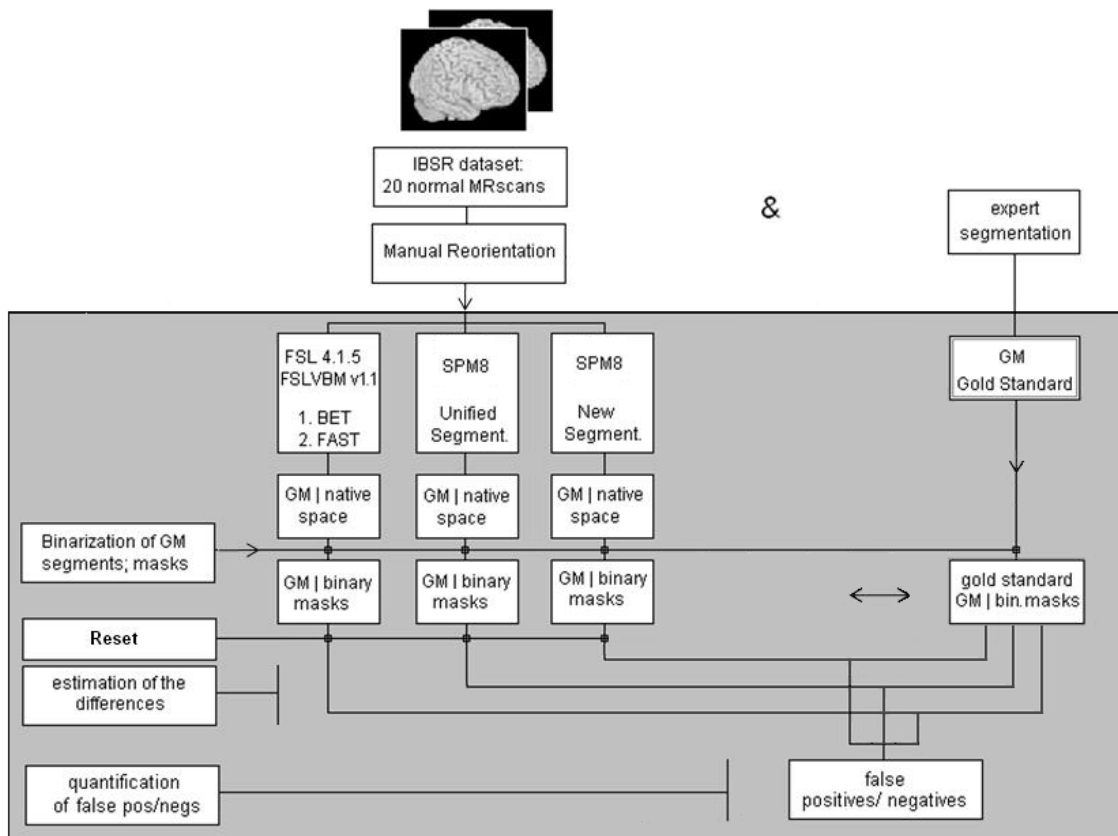 IBSR dataset:
20 normal MRscans
&
expert
segmentation
Manual Reorientation
FSL 4.1.5
FSLVBM v1.1
1. BET
2. FAST
SPM8
Unified
Segment.
SPM8
New
Segment.
GM
Gold Standard
GM | native
space
GM | native
space
GM | native
space
Binarization of GM
segments; masks
GM | binary
masks
GM | binary
masks
GM | binary
masks
gold standard
GM | bin. masks
Reset
estimation of the
differences
quantification
of false pos/negs
false
positives/ negatives